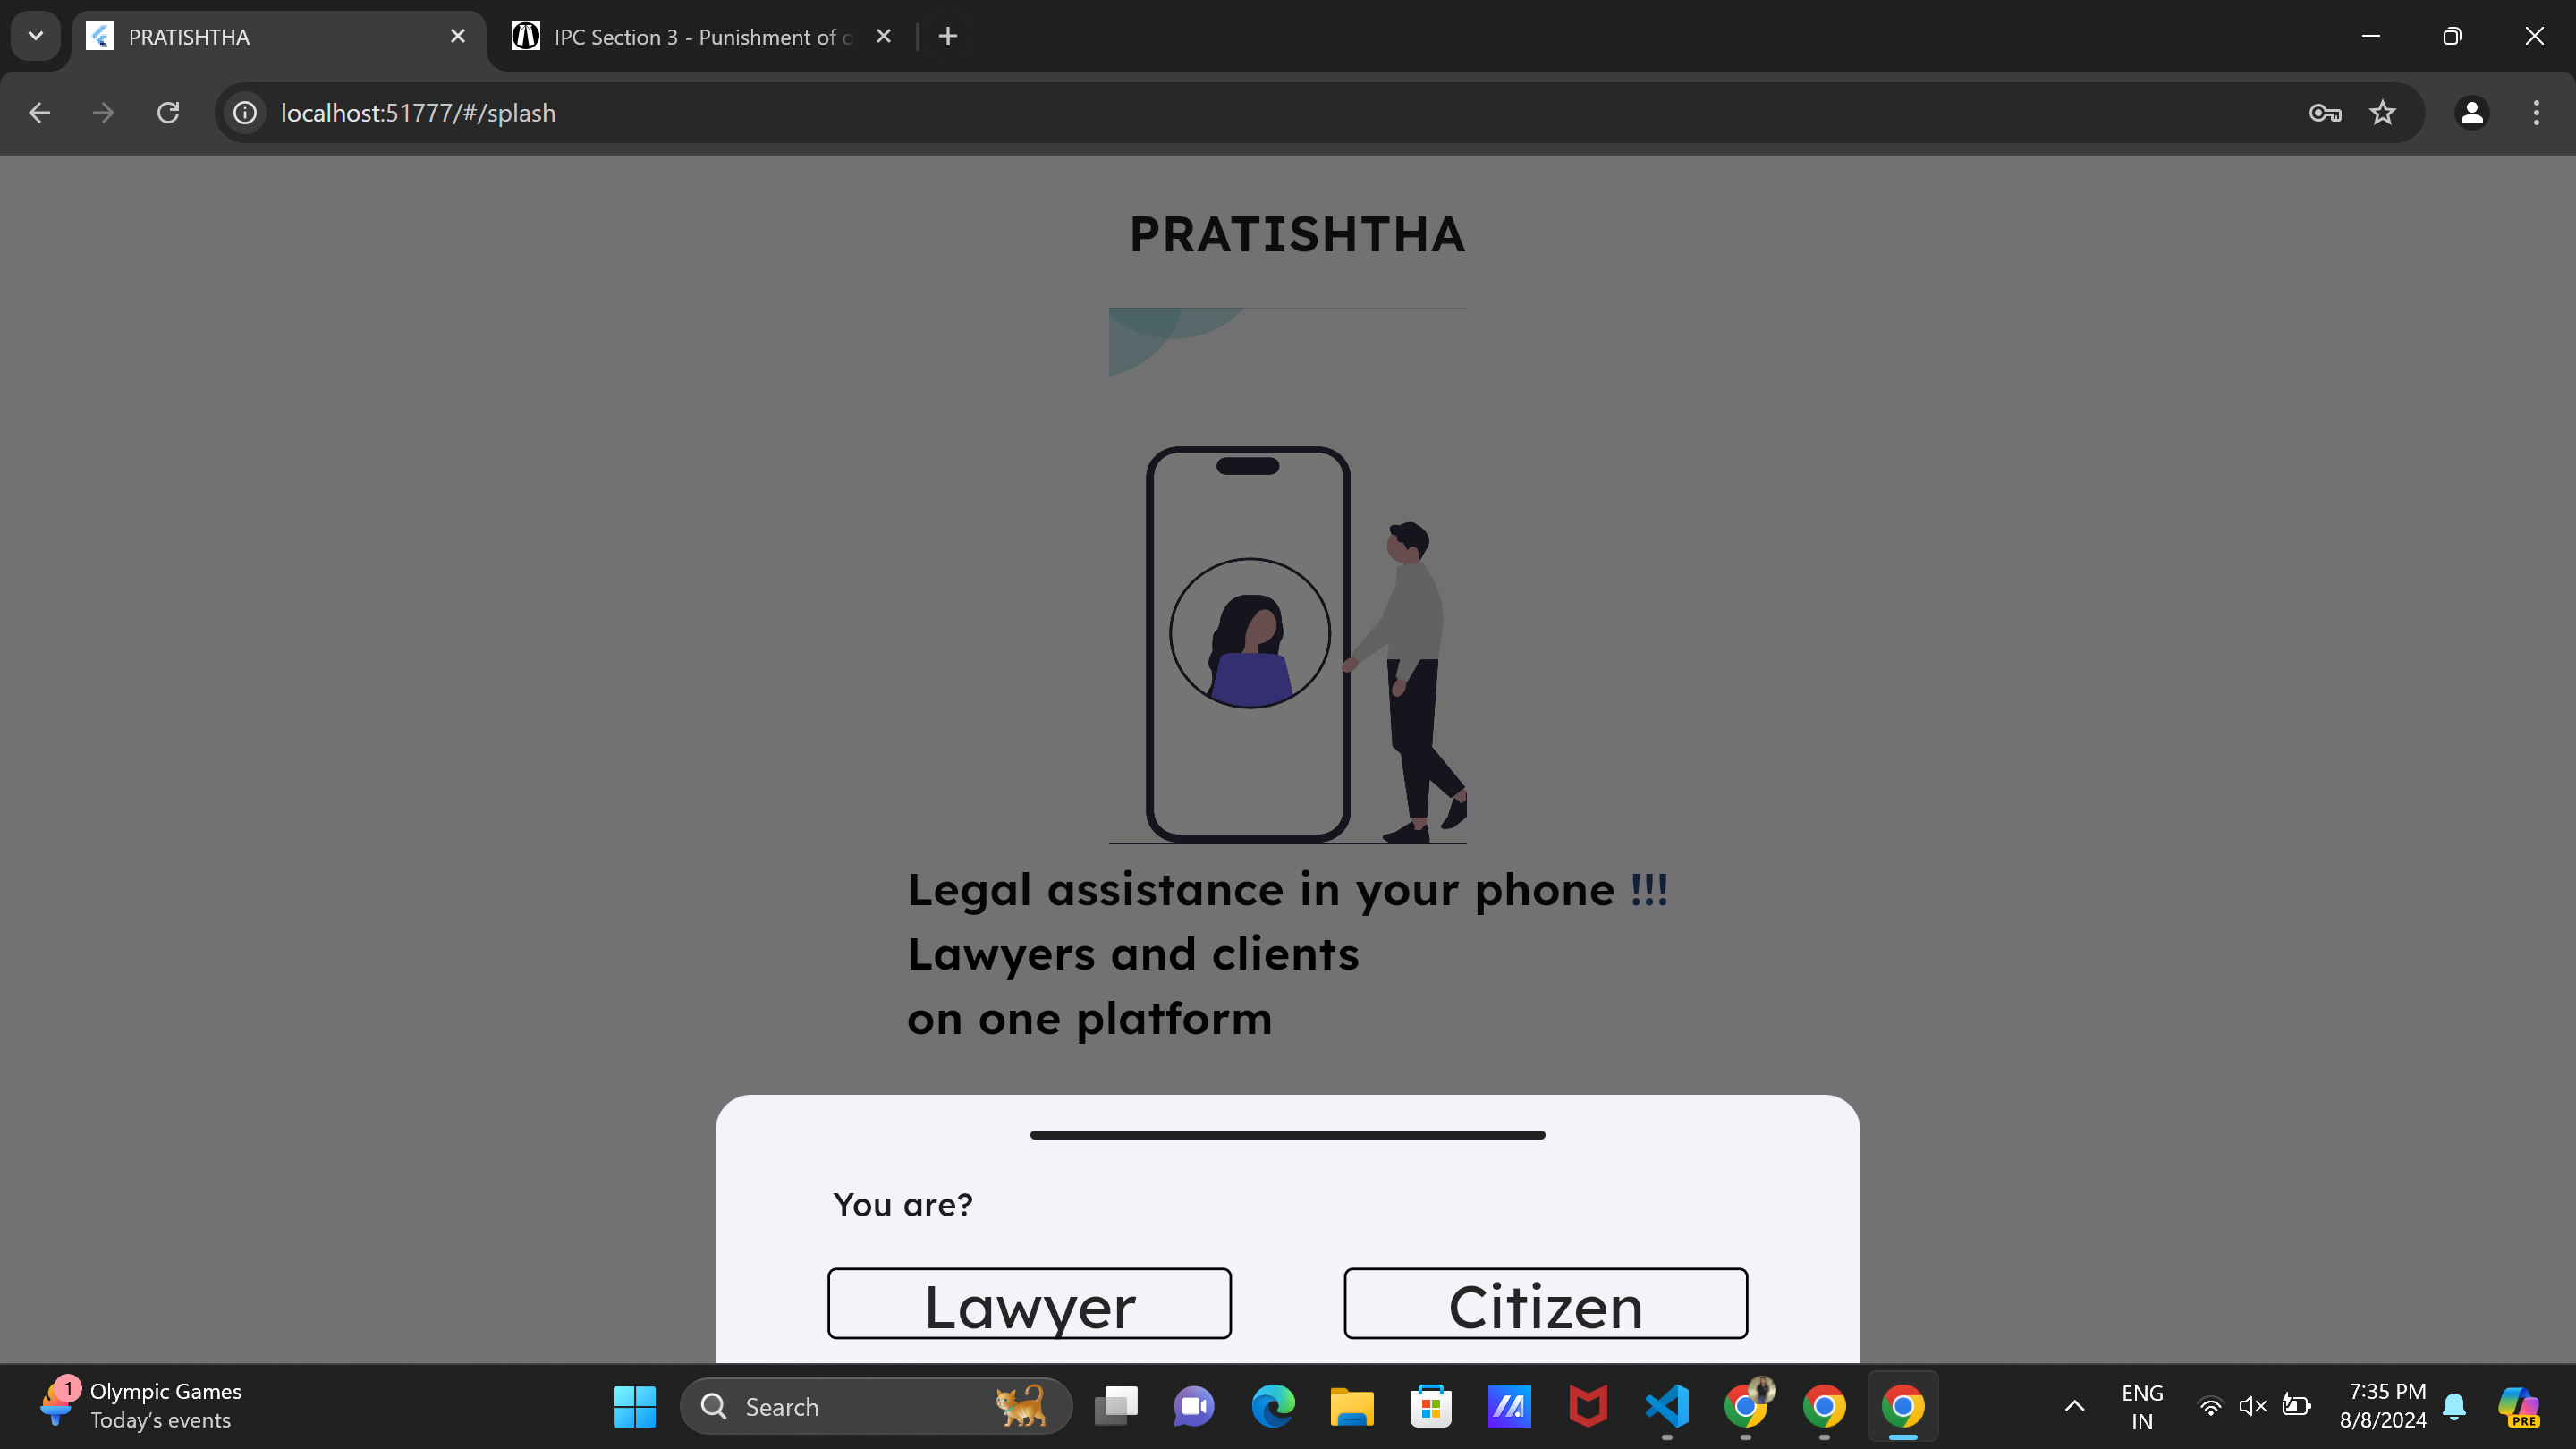 PRATISHTHA
IPC Section 3 - Punishment of o
localhost:51777/#/splash
PRATISHTHA
Legal assistance in your phone !!!
Lawyers and clients
on one platform
You are?
Lawyer
Citizen
1
Olympic Games
Today's events
Search
ENG
IN
7:35 PM
8/8/2024
PRE